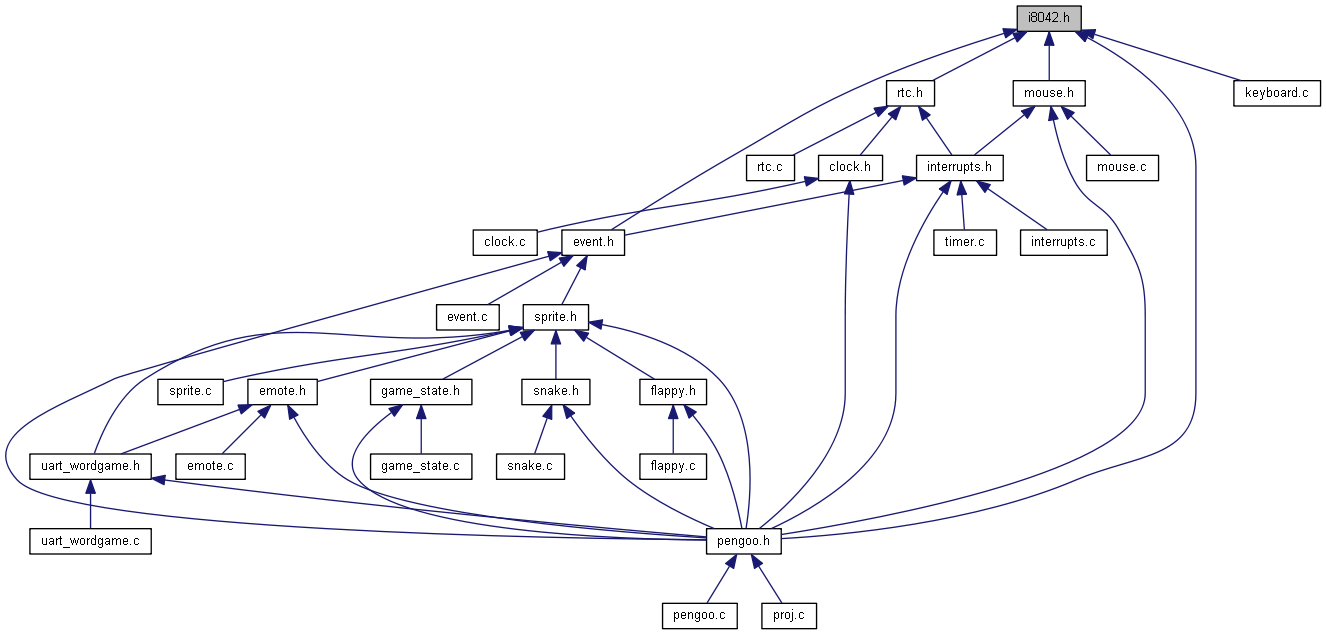 i8042.h
rtc.h
mouse.h
keyboard.c
rtc.c
clock.h
interrupts.h
mouse.c
clock.c
event.h
timer.c
interrupts.c
event.c
sprite.h
sprite.c
emote.h
game_state.h
snake.h
flappy.h
uart_wordgame.h
emote.c
game_state.c
snake.c
flappy.c
uart_wordgame.c
pengoo.h
pengoo.c
proj.c